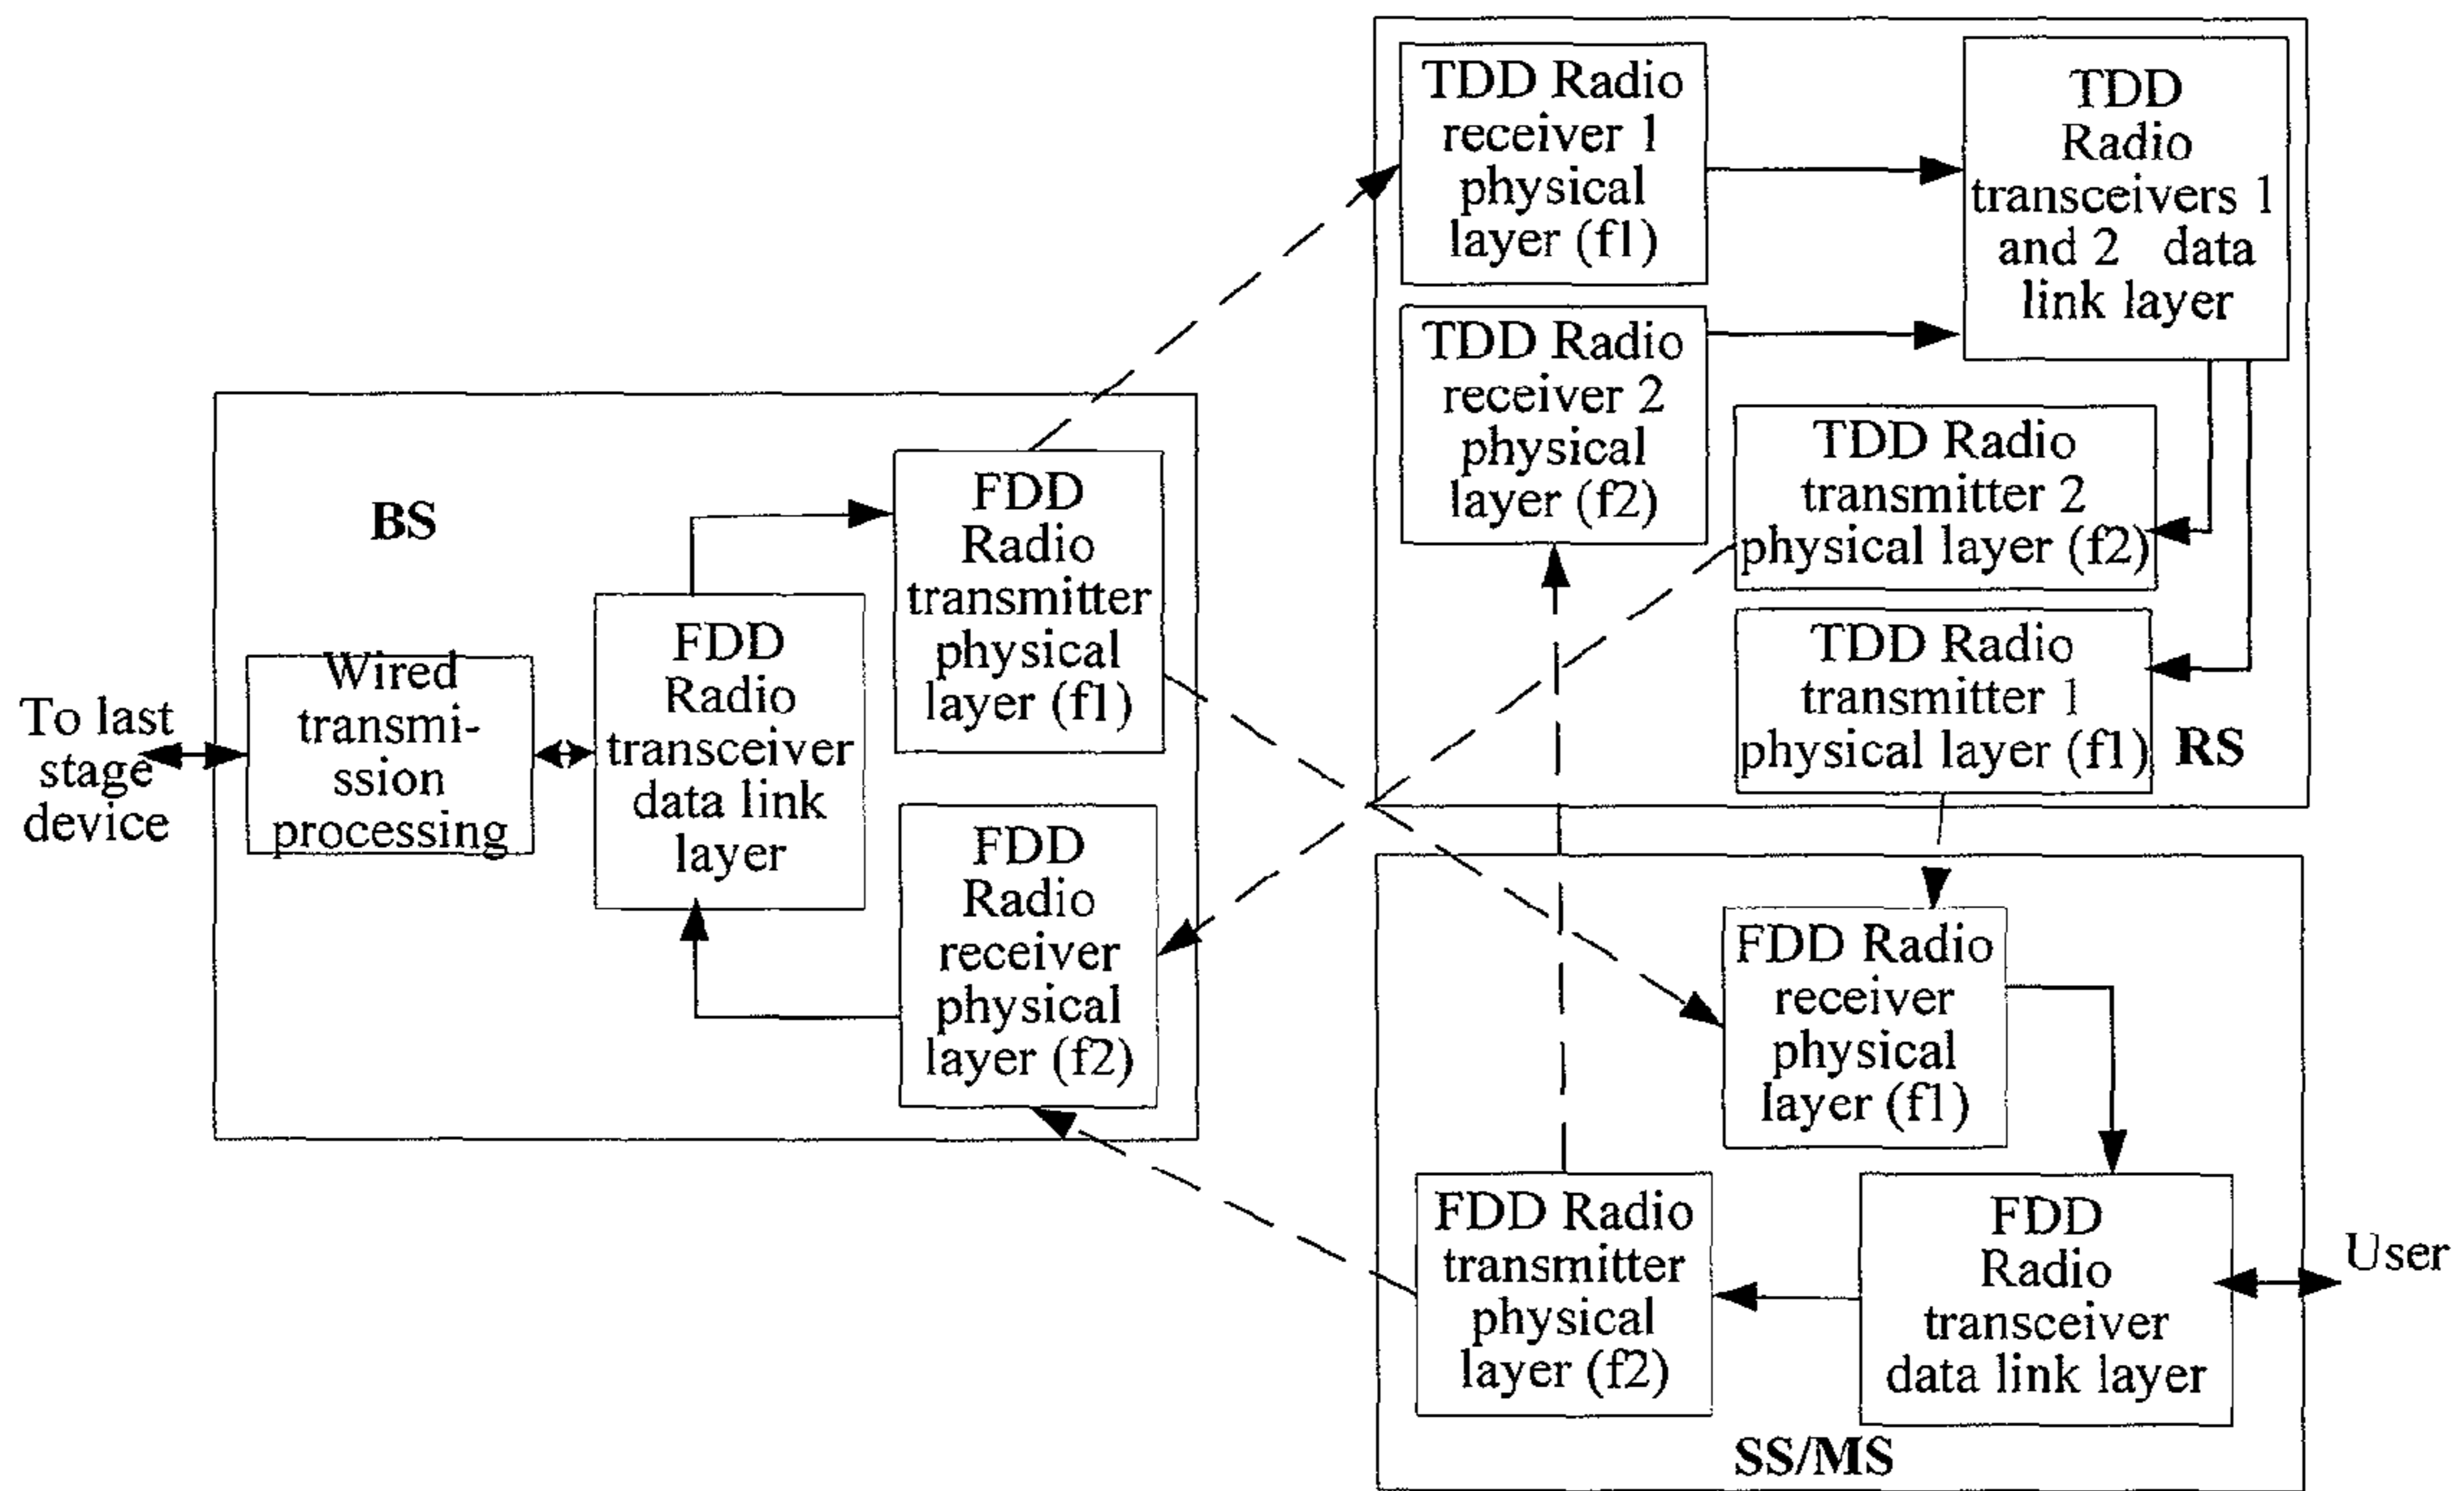 TDD Radio
receiver 1
physical
layer (f1)
TDD
Radio
transceivers 1
and 2 data
link layer
TDD Radio
receiver 2
physical
layer (f2)
TDD Radio
transmitter 2
physical layer (f2)
TDD Radio
transmitter 1
physical layer (f1)
RS
BS
FDD
Radio
transmitter
physical
layer (f1)
FDD
Radio
transceiver
data link
layer
Wired
transmi-
ssion
processing
To last
stage
device
FDD
Radio
receiver
physical
layer (f2)
FDD Radio
receiver
physical
layer (f1)
FDD Radio
transmitter
physical
layer (f2)
FDD
Radio
transceiver
data link layer
User
SS/MS